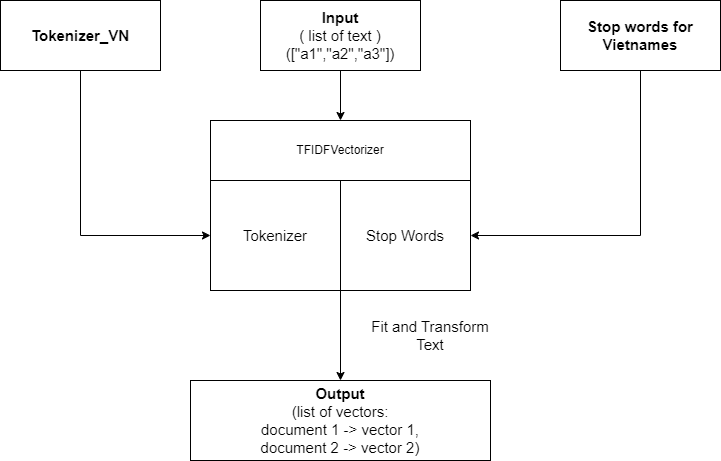 Tokenizer_VN
Input
( list of text )
(["a1","a2","a3"])
Stop words for
Vietnames
TFIDFVectorizer
Tokenizer
Stop Words
Fit and Transform
Text
Output
(list of vectors:
document 1 -> vector 1,
document 2 -> vector 2)